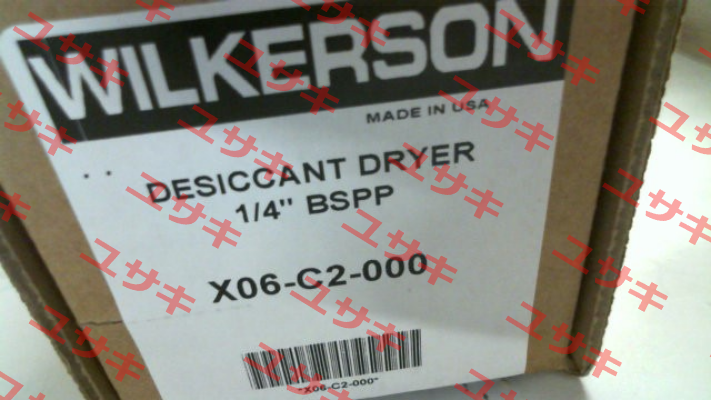 WILKERSON
MADE IN USA
DESICCANT DRYER
1/4" BSPP
X06-C2-000
"X06-C2-000"
ユサキ